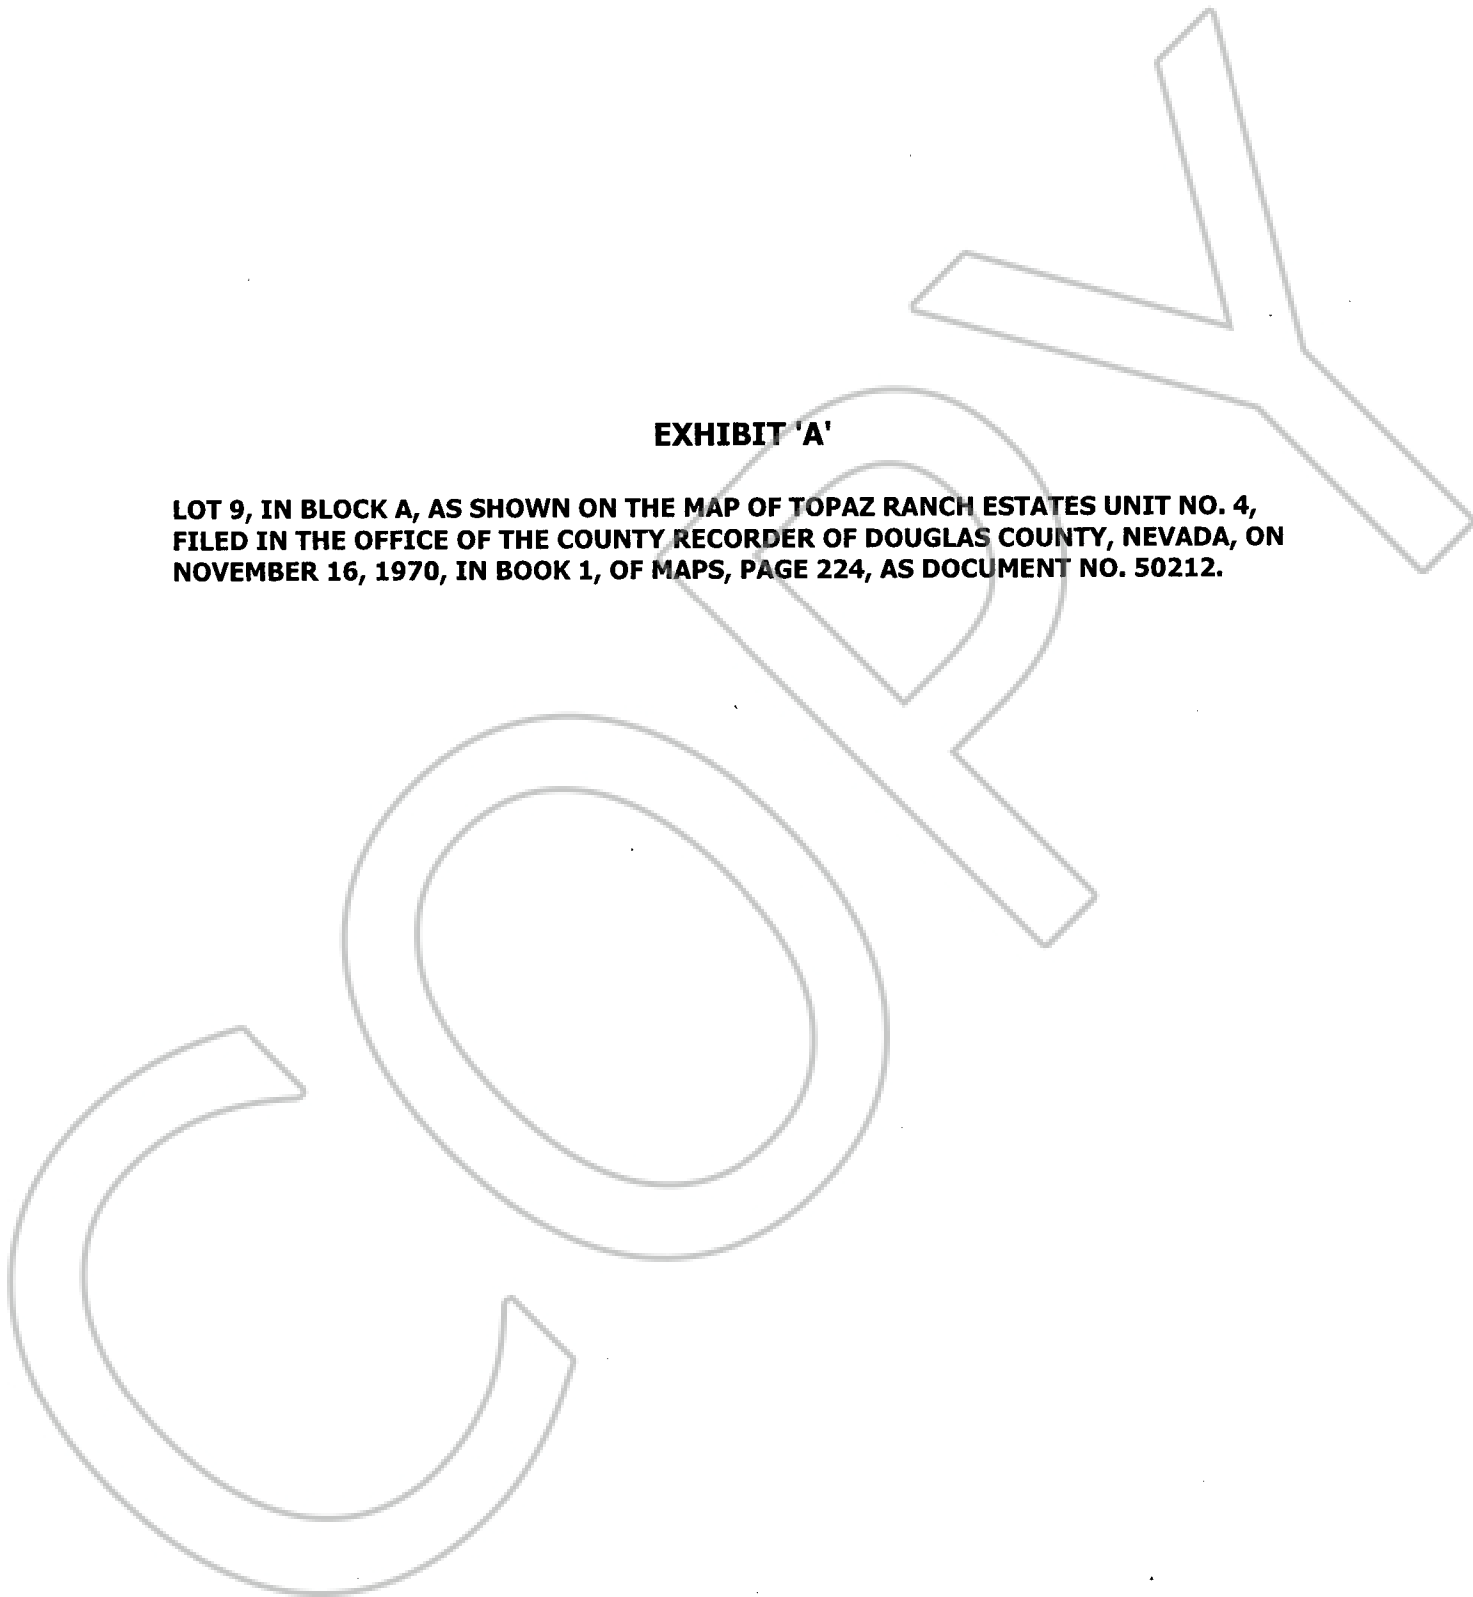 EXHIBIT 'A'
LOT 9, IN BLOCK A, AS SHOWN ON THE MAP OF TOPAZ RANCH ESTATES UNIT NO. 4,
FILED IN THE OFFICE OF THE COUNTY RECORDER OF DOUGLAS COUNTY, NEVADA, ON
NOVEMBER 16, 1970, IN BOOK 1, OF MAPS, PAGE 224, AS DOCUMENT NO. 50212.
COPY